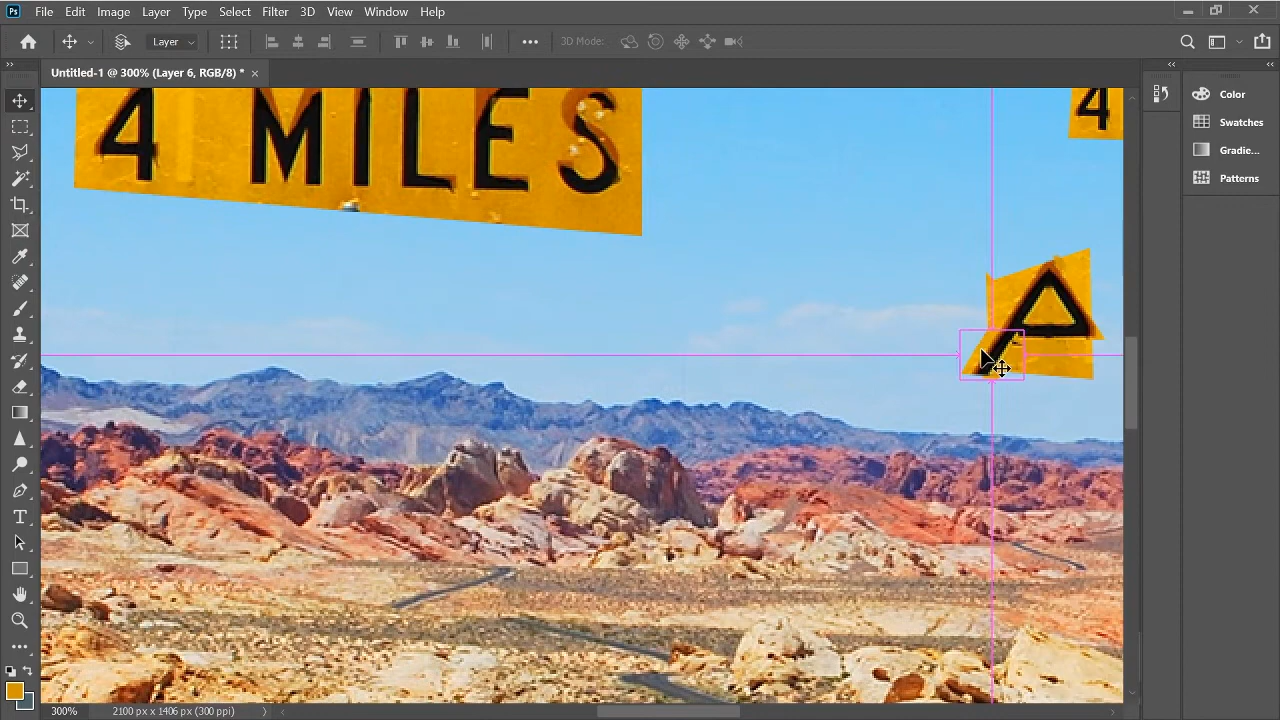 Ps File Edit Image Layer Type Select Filter 3D View Window Help
Layer 3D Mode:
Untitled-1 @ 300% (Layer 6, RGB/8) *
Color
Swatches
Gradie...
Patterns
4 MILES
4
300% 2100 px x 1406 px (300 ppi)